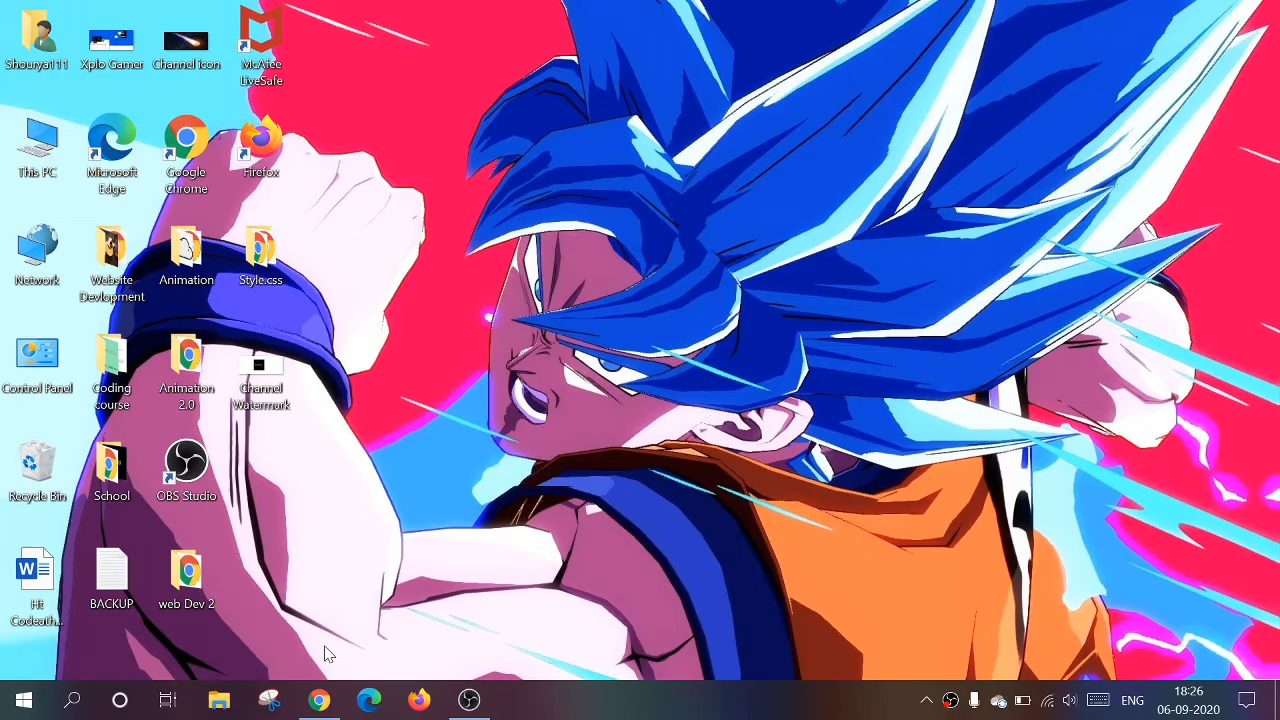 Shourya111
Xplo Gamer
Channel icon
McAfee
LiveSafe
This PC
Microsoft
Edge
Google
Chrome
Firefox
Network
Website
Devlopment
Animation
Style.css
Control Panel
Coding
course
Animation
2.0
Channel
Watermark
Recycle Bin
School
OBS Studio
Ht
Codeath...
BACKUP
web Dev 2
ENG
18:26
06-09-2020